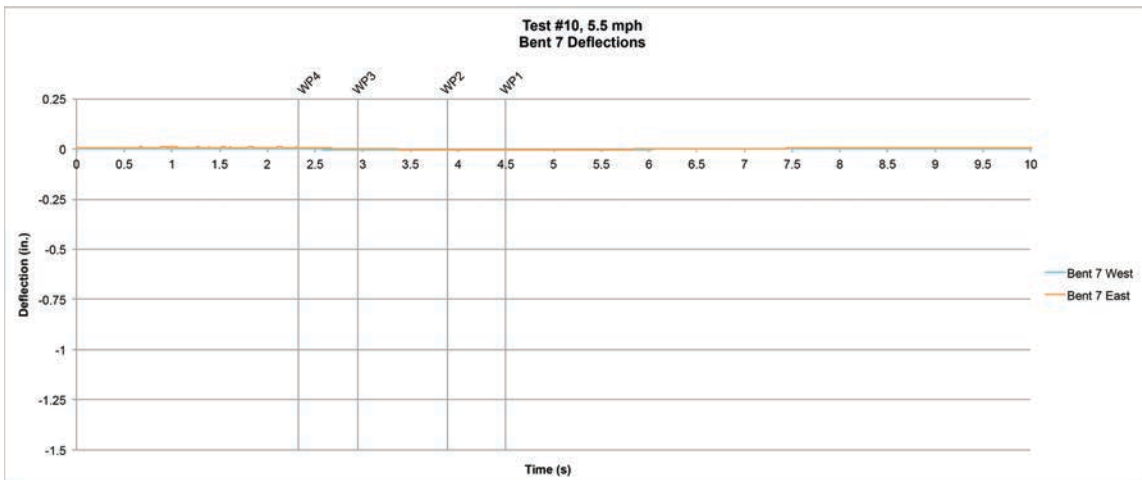 Test #10, 5.5 mph
Bent 7 Deflections
WP4 WP3 WP2 WP1
0.25
0
0 0.5 1 1.5 2 2.5 3 3.5 4 4.5 5 5.5 6 6.5 7 7.5 8 8.5 9 9.5 10
-0.25
-0.5
-0.75
-1
-1.25
-1.5
Deflection (in.)
Time (s)
Bent 7 West
Bent 7 East